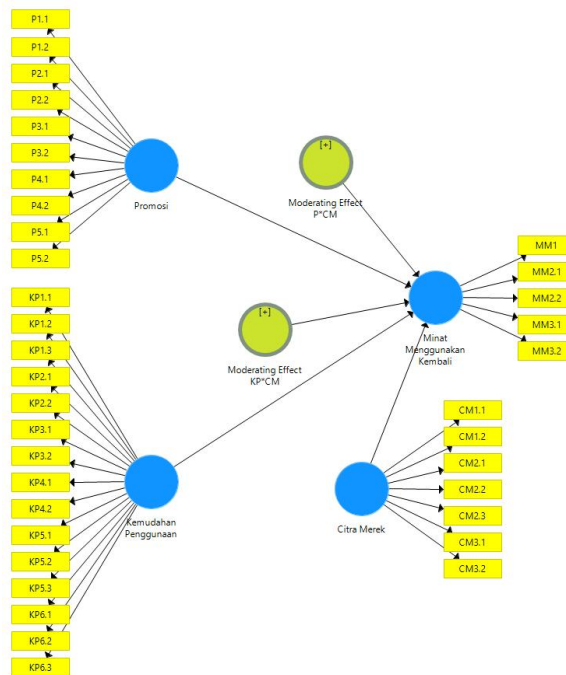 P1.1
P1.2
P2.1
P2.2
P3.1
P3.2
P4.1
P4.2
P5.1
P5.2
Promosi
[+]
Moderating Effect
P*CM
MM1
MM2.1
MM2.2
MM3.1
MM3.2
Minat
Menggunakan
Kembali
[+]
Moderating Effect
KP*CM
KP1.1
KP1.2
KP1.3
KP2.1
KP2.2
KP3.1
KP3.2
KP4.1
KP4.2
KP5.1
KP5.2
KP5.3
KP6.1
KP6.2
KP6.3
Kemudahan
Penggunaan
CM1.1
CM1.2
CM2.1
CM2.2
CM2.3
CM3.1
CM3.2
Citra Merek